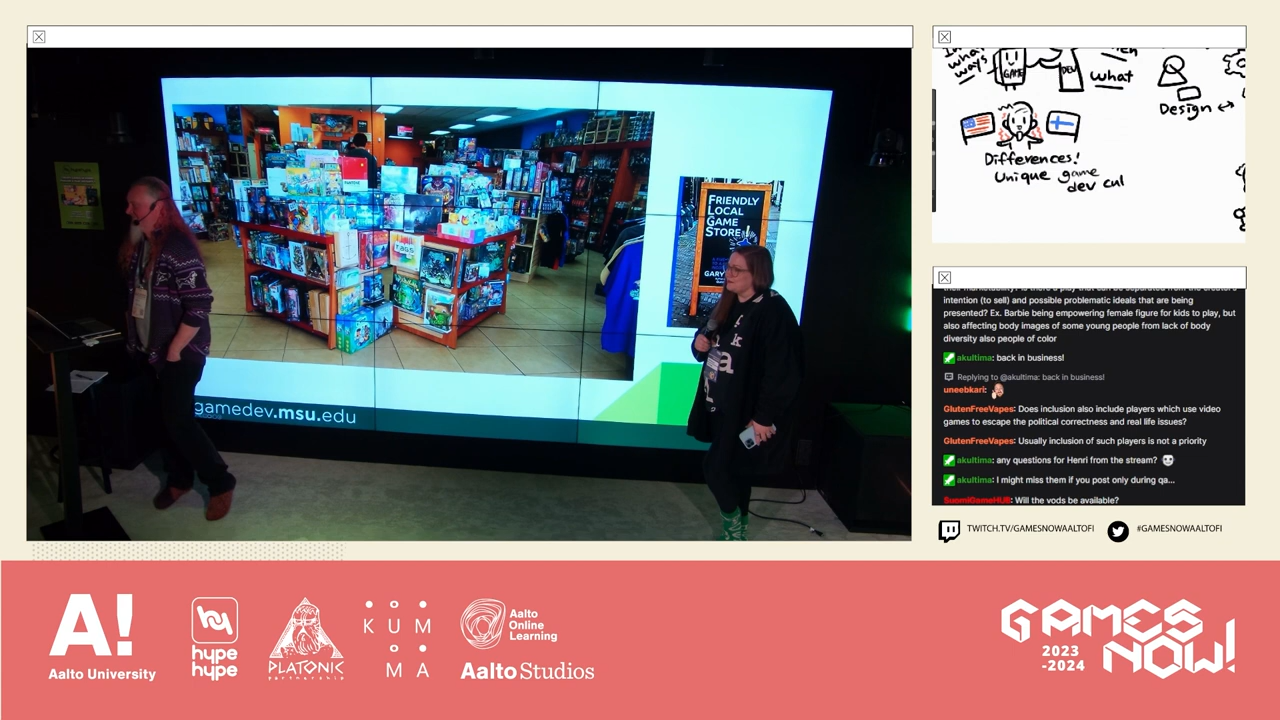 FRIENDLY
LOCAL
GAME
STORE!
GARY
gamedev.msu.edu
what
ways
GAME
DEV
what
Design ↔
Differences!
Unique game
dev cul
intention (to sell) and possible problematic ideals that are being
presented? Ex. Barbie being empowering female figure for kids to play, but
also affecting body images of some young people from lack of body
diversity also people of color
akultima: back in business!
Replying to @akultima: back in business!
uneebkari:
GlutenFreeVapes: Does inclusion also include players which use video
games to escape the political correctness and real life issues?
GlutenFreeVapes: Usually inclusion of such players is not a priority
akultima: any questions for Henri from the stream?
akultima: I might miss them if you post only during qa...
SuomiGameHUB: Will the vods be available?
TWITCH.TV/GAMESNOWAALTOFI
#GAMESNOWAALTOFI
A!
Aalto University
hype
hype
PLATONIC
partnership
KUM
MA
Aalto
Online
Learning
Aalto Studios
GAMES
NOW!
2023
-2024